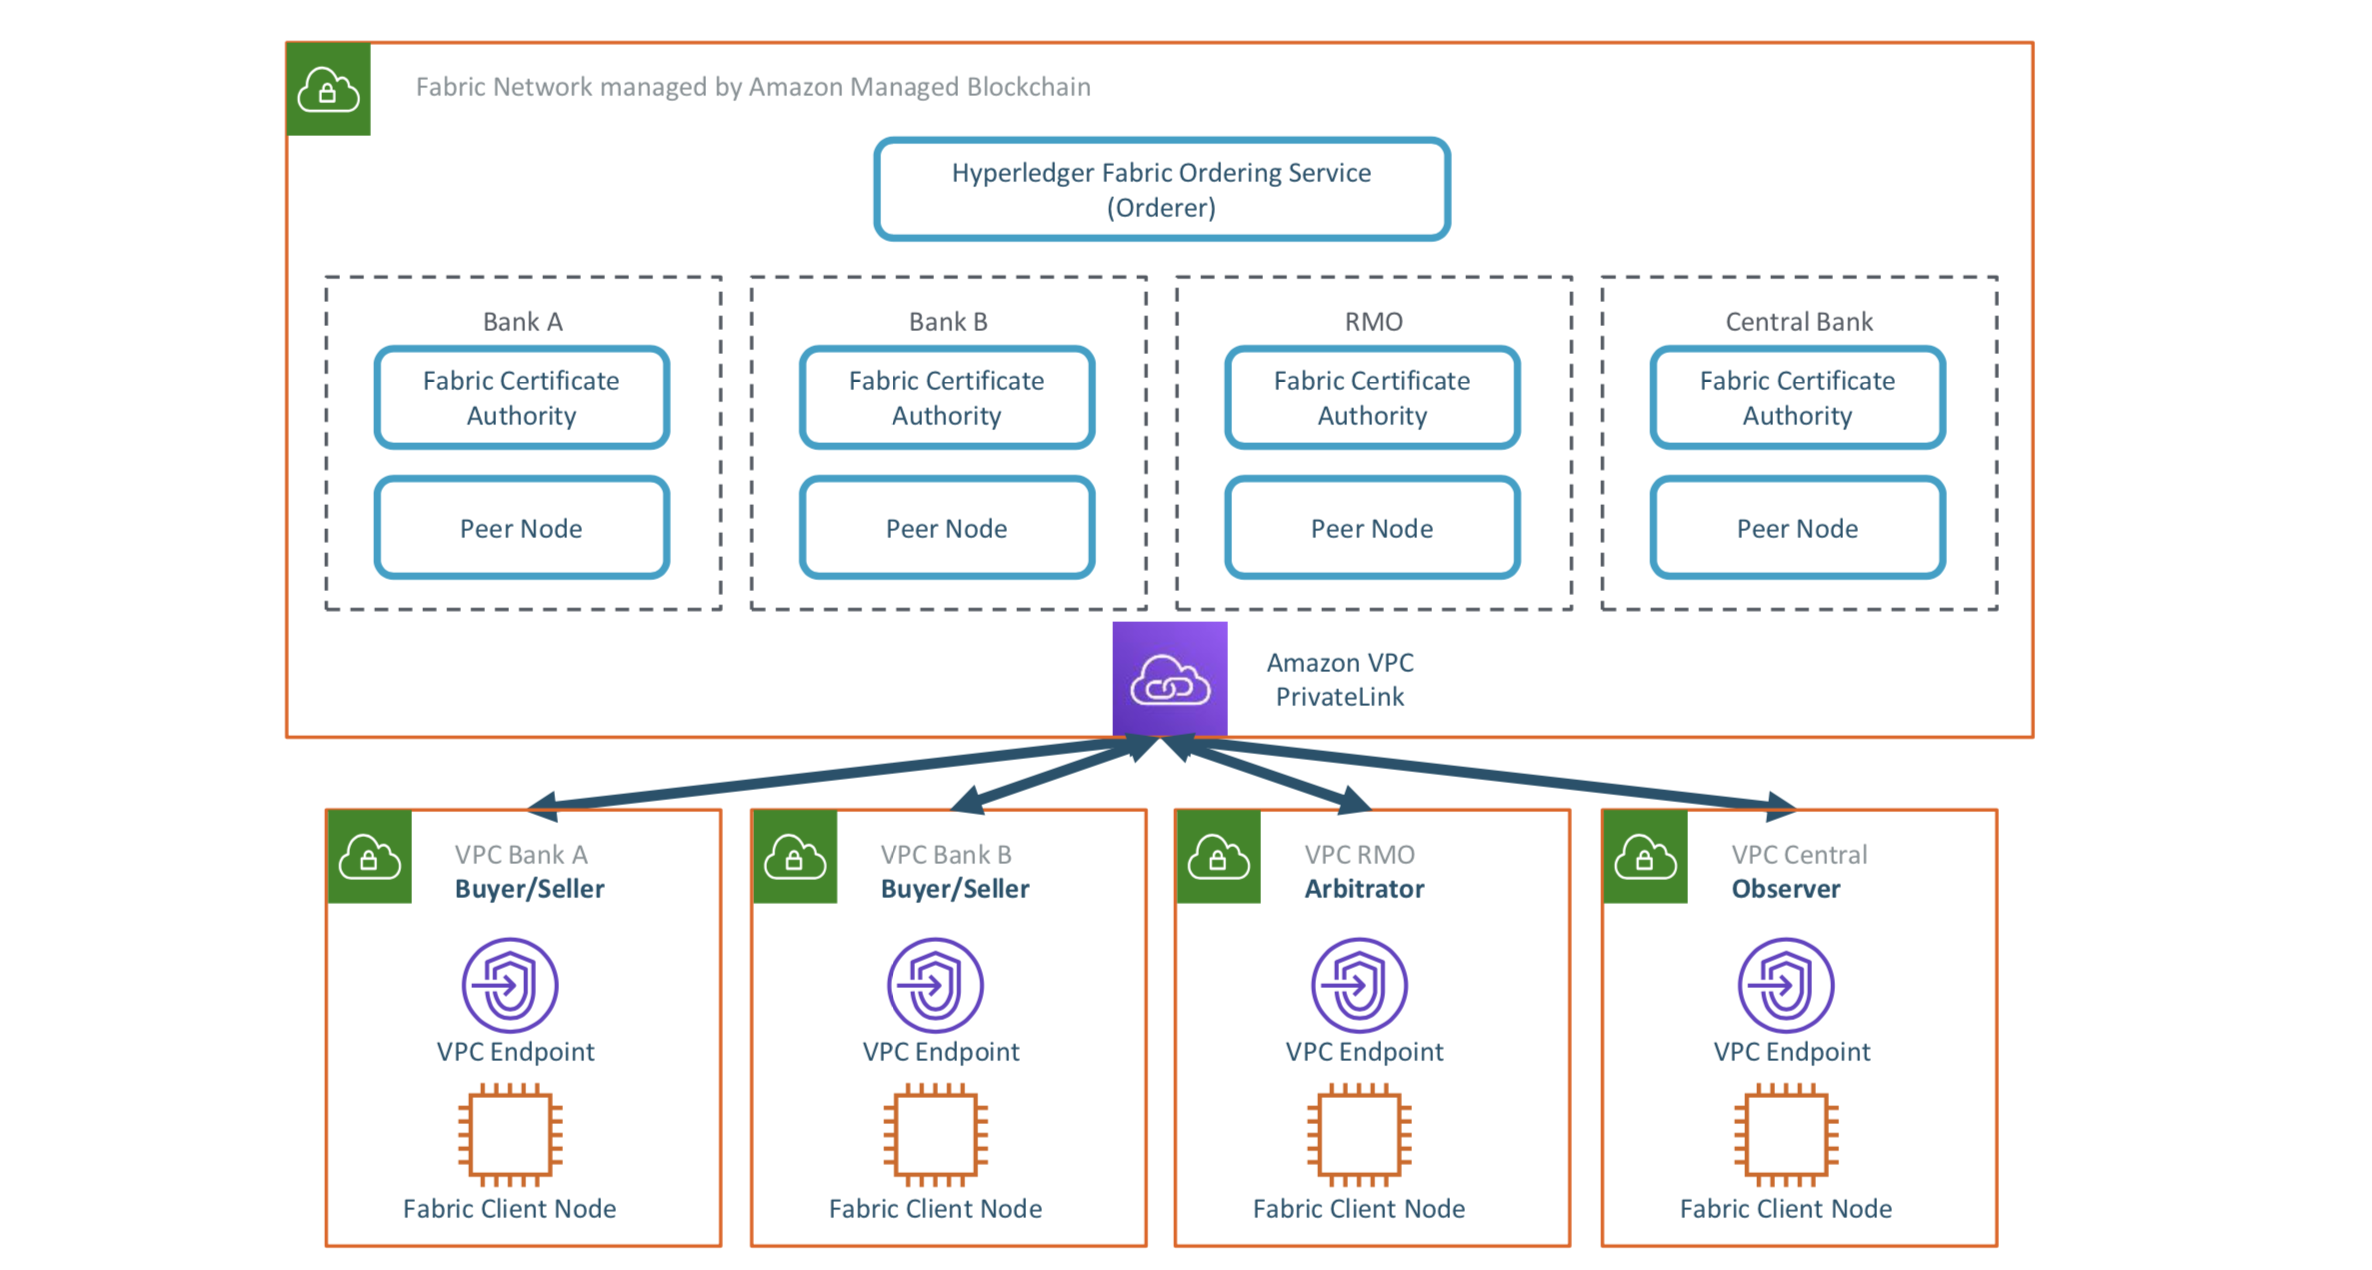 Fabric Network managed by Amazon Managed Blockchain
Hyperledger Fabric Ordering Service
(Orderer)
Bank A
Fabric Certificate
Authority
Peer Node
Bank B
Fabric Certificate
Authority
Peer Node
RMO
Fabric Certificate
Authority
Peer Node
Central Bank
Fabric Certificate
Authority
Peer Node
Amazon VPC
PrivateLink
VPC Bank A
Buyer/Seller
VPC Endpoint
Fabric Client Node
VPC Bank B
Buyer/Seller
VPC Endpoint
Fabric Client Node
VPC RMO
Arbitrator
VPC Endpoint
Fabric Client Node
VPC Central
Observer
VPC Endpoint
Fabric Client Node